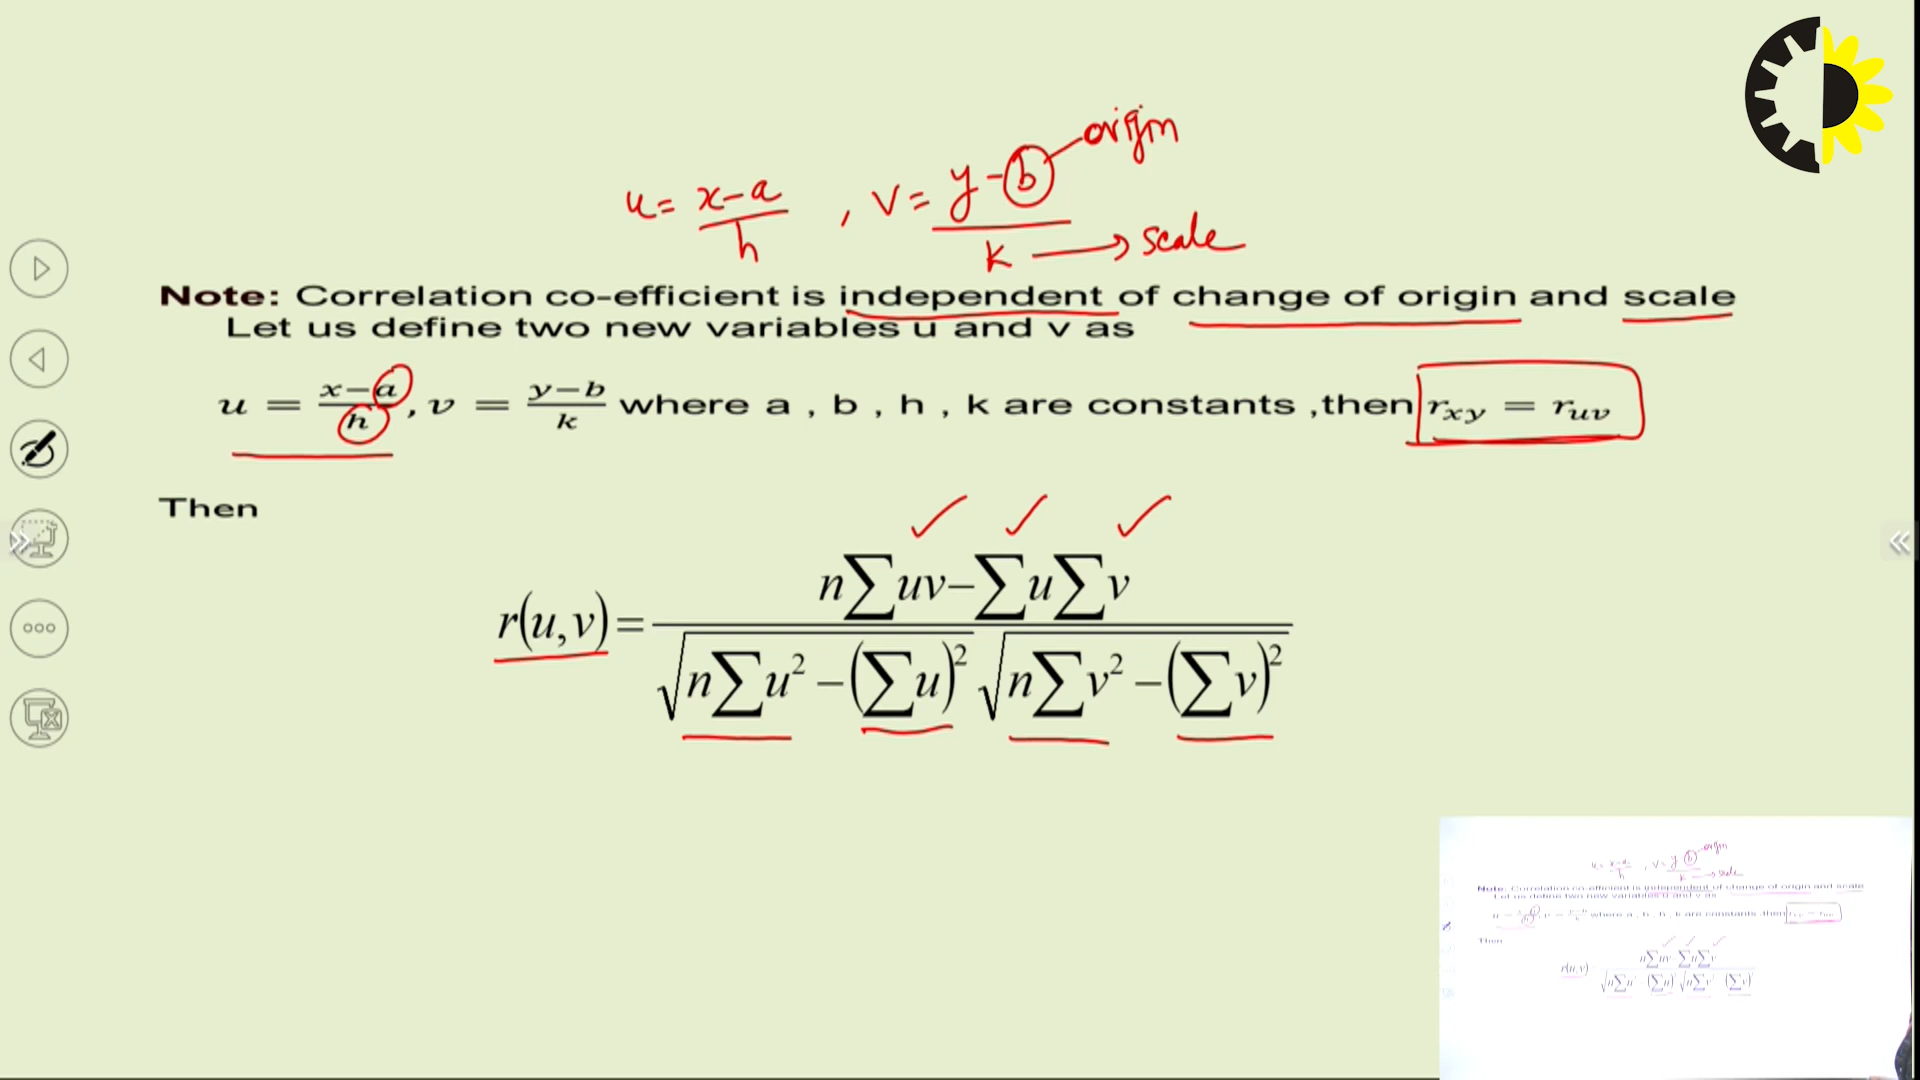 origin
u = x-a / h , v = y-b / k → scale
Note: Correlation co-efficient is independent of change of origin and scale
Let us define two new variables u and v as
u = x-a / h , v = y-b / k where a , b , h , k are constants ,then r_xy = r_uv
Then
r(u,v) = n∑uv-∑u∑v / √n∑u²-(∑u)² √n∑v²-(∑v)²